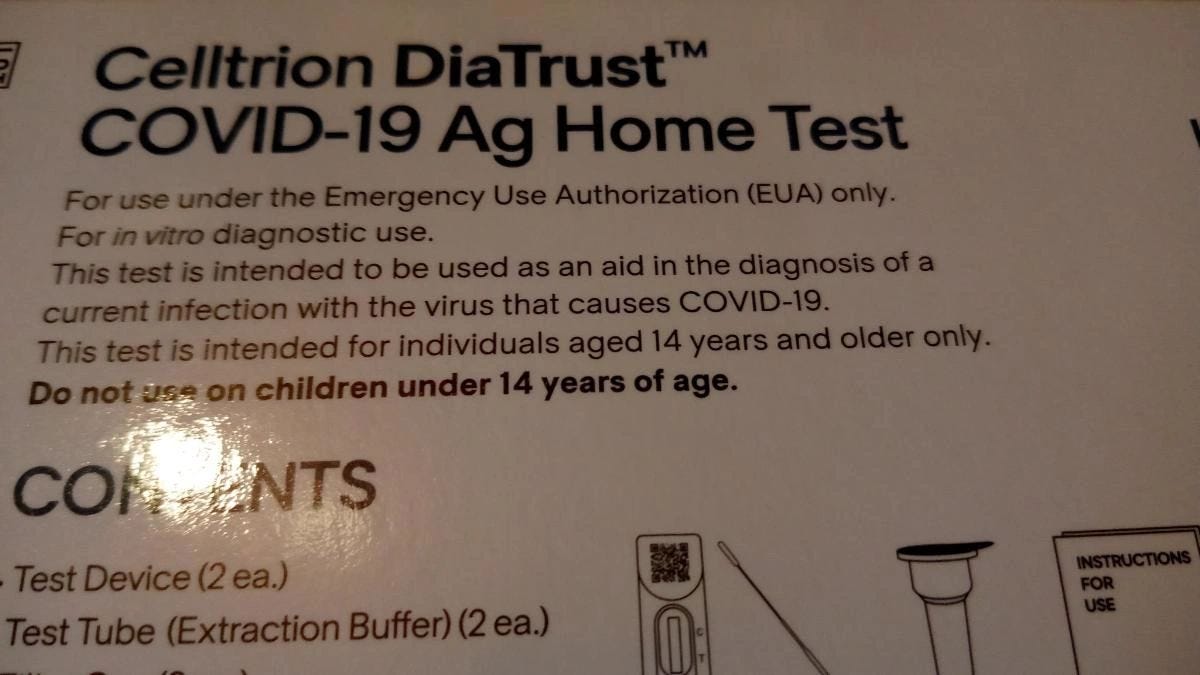 Celltrion DiaTrust™
COVID-19 Ag Home Test
For use under the Emergency Use Authorization (EUA) only.
For in vitro diagnostic use.
This test is intended to be used as an aid in the diagnosis of a
current infection with the virus that causes COVID-19.
This test is intended for individuals aged 14 years and older only.
Do not use on children under 14 years of age.
CONTENTS
Test Device (2 ea.)
Test Tube (Extraction Buffer) (2 ea.)
C
T
INSTRUCTIONS
FOR
USE